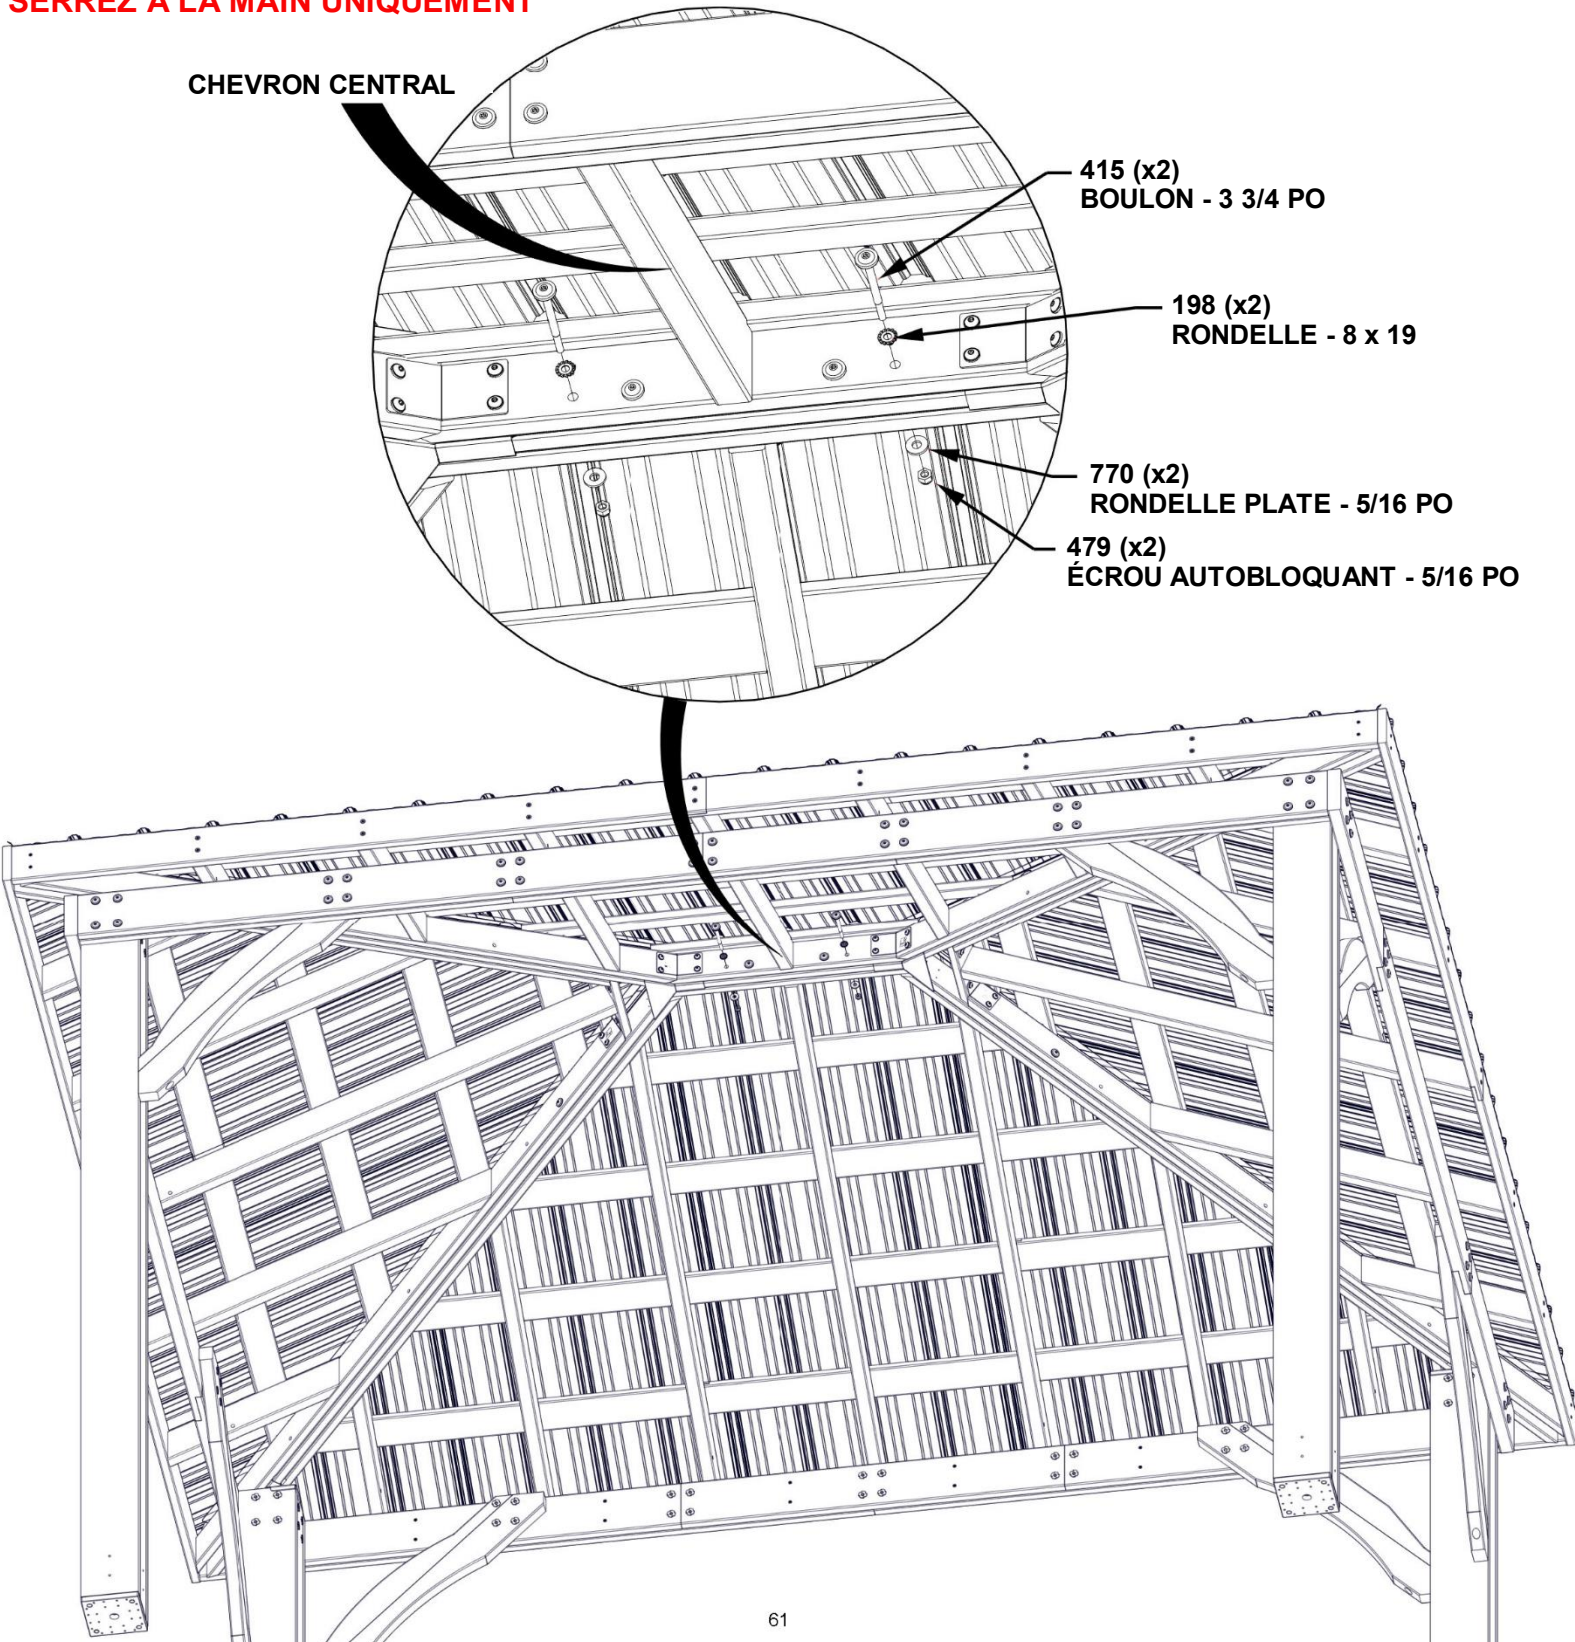 SERREZ À LA MAIN UNIQUEMENT
CHEVRON CENTRAL
415 (x2)
BOULON - 3 3/4 PO
198 (x2)
RONDELLE - 8 x 19
770 (x2)
RONDELLE PLATE - 5/16 PO
479 (x2)
ÉCROU AUTOBLOQUANT - 5/16 PO
61